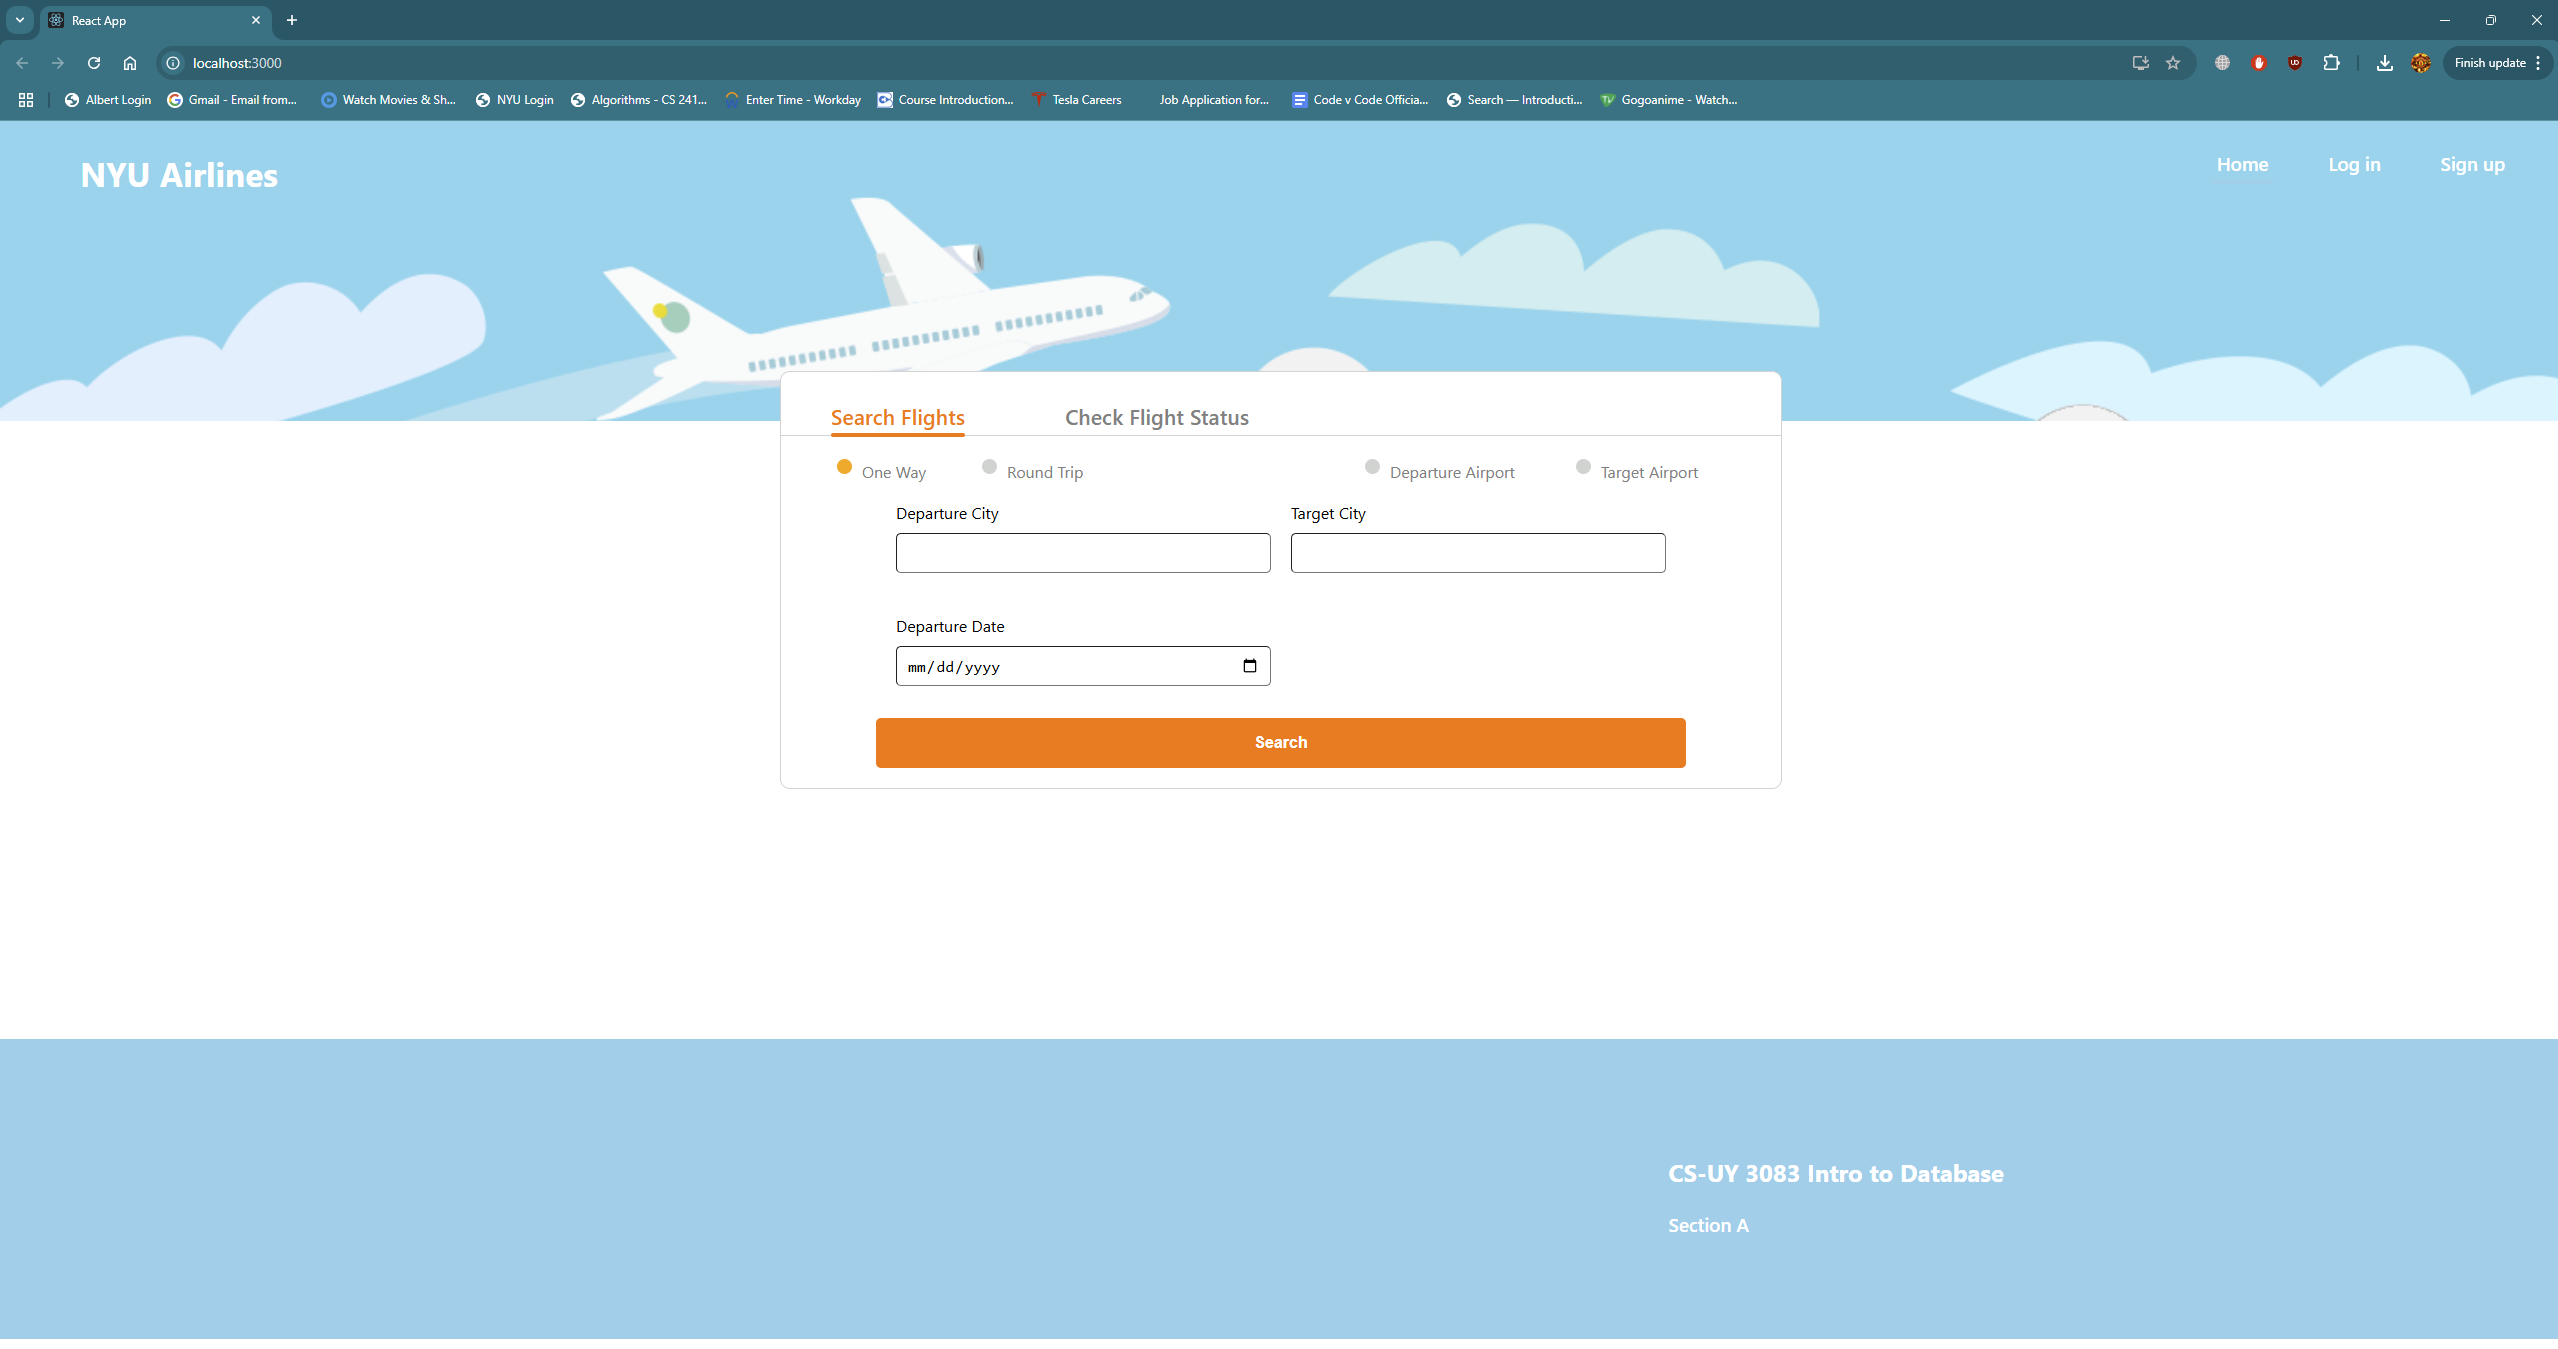 React App
localhost:3000
Finish update
Albert Login
Gmail - Email from...
Watch Movies & Sh...
NYU Login
Algorithms - CS 241...
Enter Time - Workday
Course Introduction...
Tesla Careers
Job Application for...
Code v Code Officia...
Search — Introducti...
Gogoanime - Watch...
NYU Airlines
Home
Log in
Sign up
Search Flights
Check Flight Status
One Way
Round Trip
Departure Airport
Target Airport
Departure City
Target City
Departure Date
mm/dd/yyyy
Search
CS-UY 3083 Intro to Database
Section A